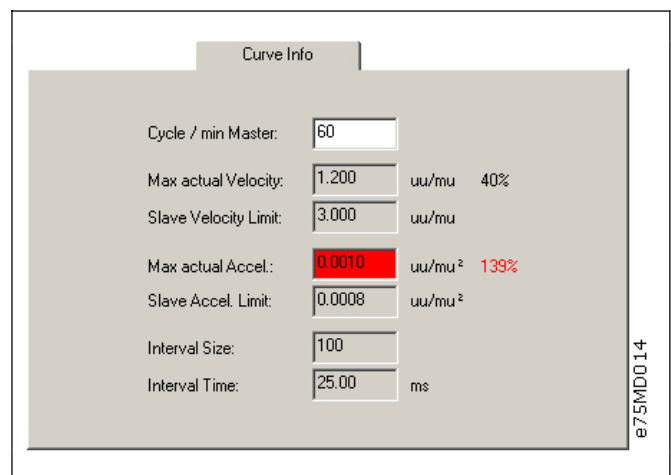 Curve Info
Cycle / min Master: 60
Max actual Velocity: 1.200 uu/mu 40%
Slave Velocity Limit: 3.000 uu/mu
Max actual Accel.: 0.0010 uu/mu² 139%
Slave Accel. Limit: 0.0008 uu/mu²
Interval Size: 100
Interval Time: 25.00 ms
e75MD014